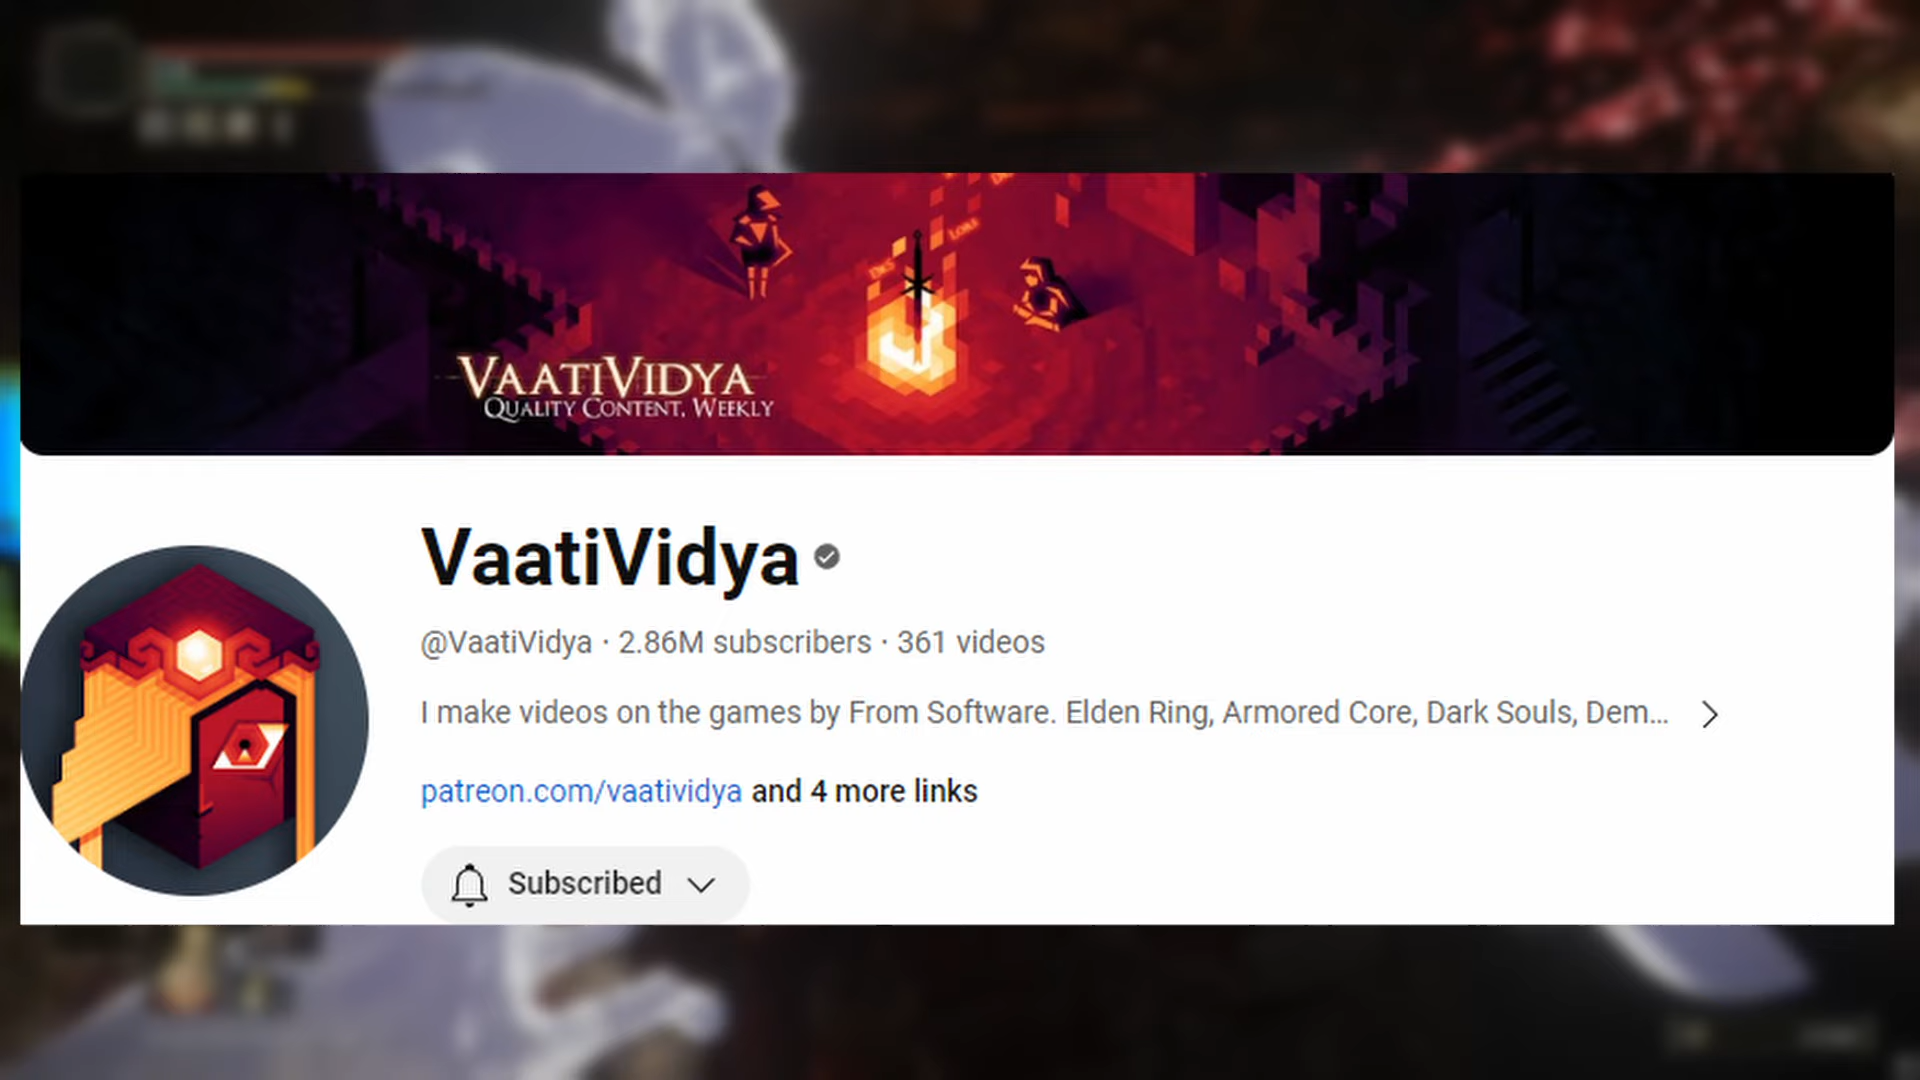 LORE
VAATIVIDYA
QUALITY CONTENT, WEEKLY
VaatiVidya
@VaatiVidya · 2.86M subscribers · 361 videos
I make videos on the games by From Software. Elden Ring, Armored Core, Dark Souls, Dem...
patreon.com/vaatividya and 4 more links
Subscribed